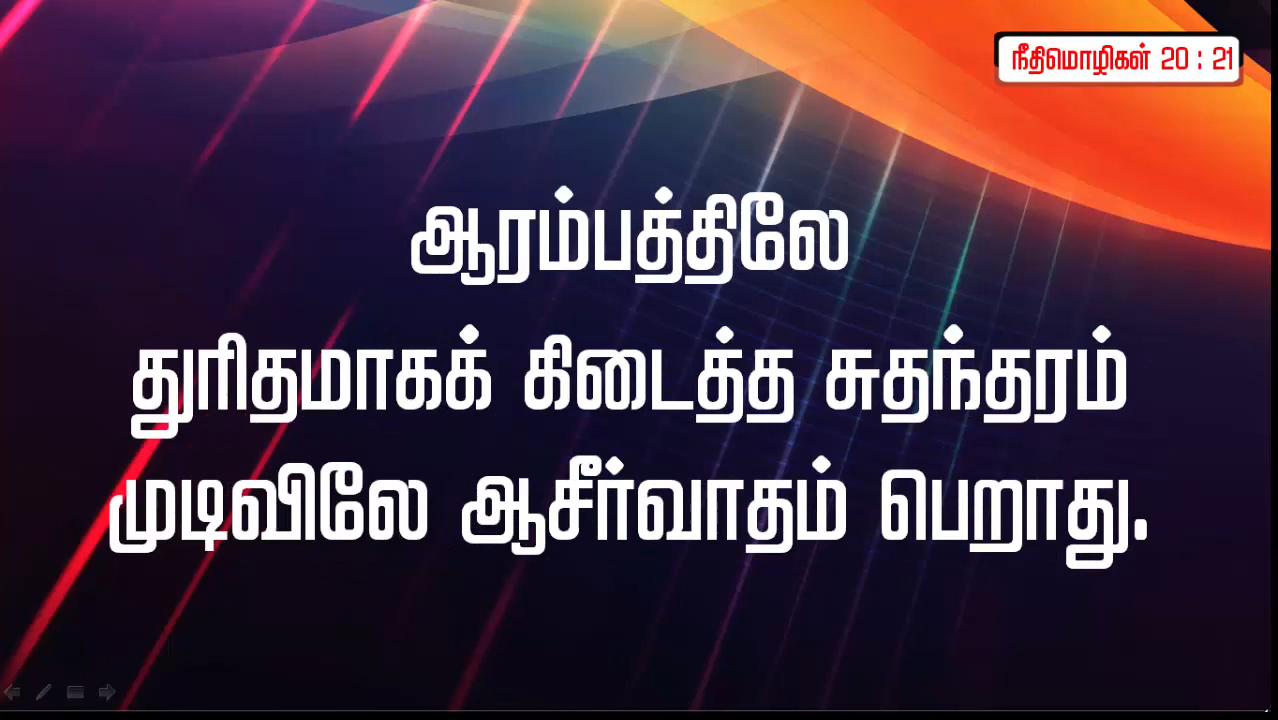 நீதிமொழிகள் 20 : 21
ஆரம்பத்திலே
துரிதமாகக் கிடைத்த சுதந்தரம்
முடிவிலே ஆசீர்வாதம் பெறாது.